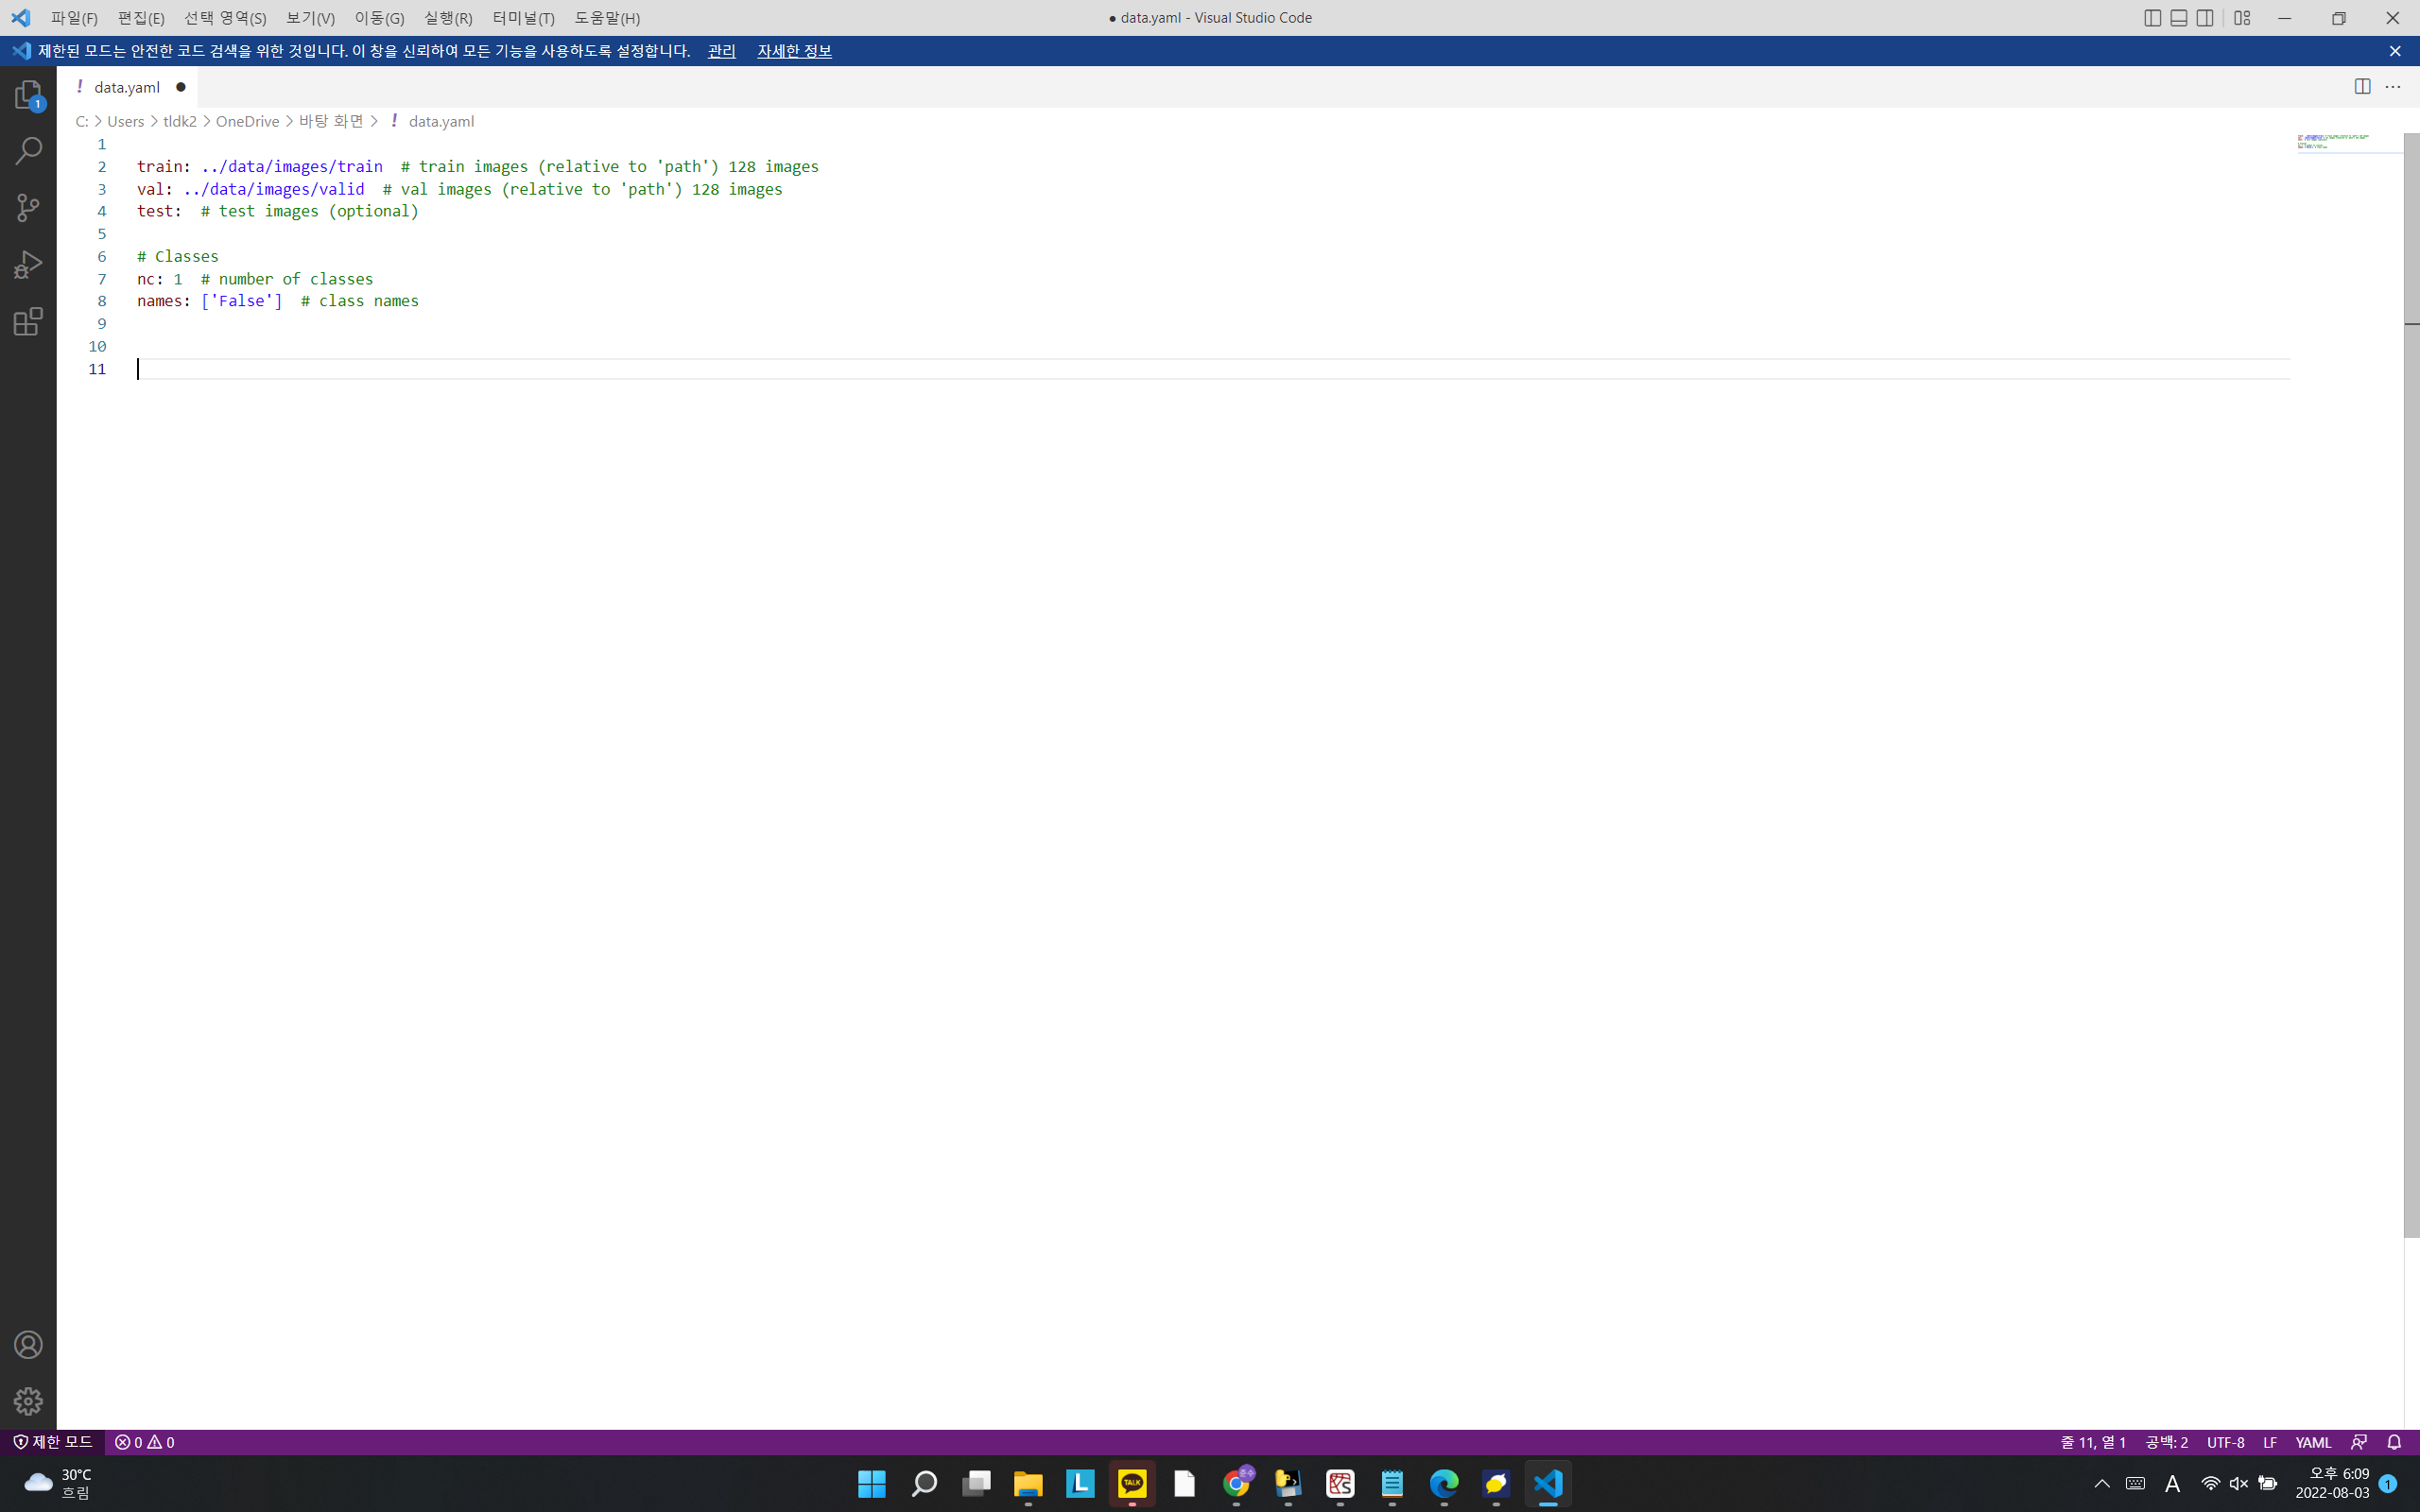 파일(F) 편집(E) 선택 영역(S) 보기(V) 이동(G) 실행(R) 터미널(T) 도움말(H) ● data.yaml - Visual Studio Code
제한된 모드는 안전한 코드 검색을 위한 것입니다. 이 창을 신뢰하여 모든 기능을 사용하도록 설정합니다. 관리 자세한 정보
! data.yaml ●
1
C: > Users > tldk2 > OneDrive > 바탕 화면 > ! data.yaml
1
2 train: ../data/images/train  # train images (relative to 'path') 128 images
3 val: ../data/images/valid  # val images (relative to 'path') 128 images
4 test:  # test images (optional)
5
6 # Classes
7 nc: 1  # number of classes
8 names: ['False']  # class names
9
10
11
제한 모드 0 0 줄 11, 열 1 공백: 2 UTF-8 LF YAML
30°C
흐림
L TALK A
오후 6:09
2022-08-03 1